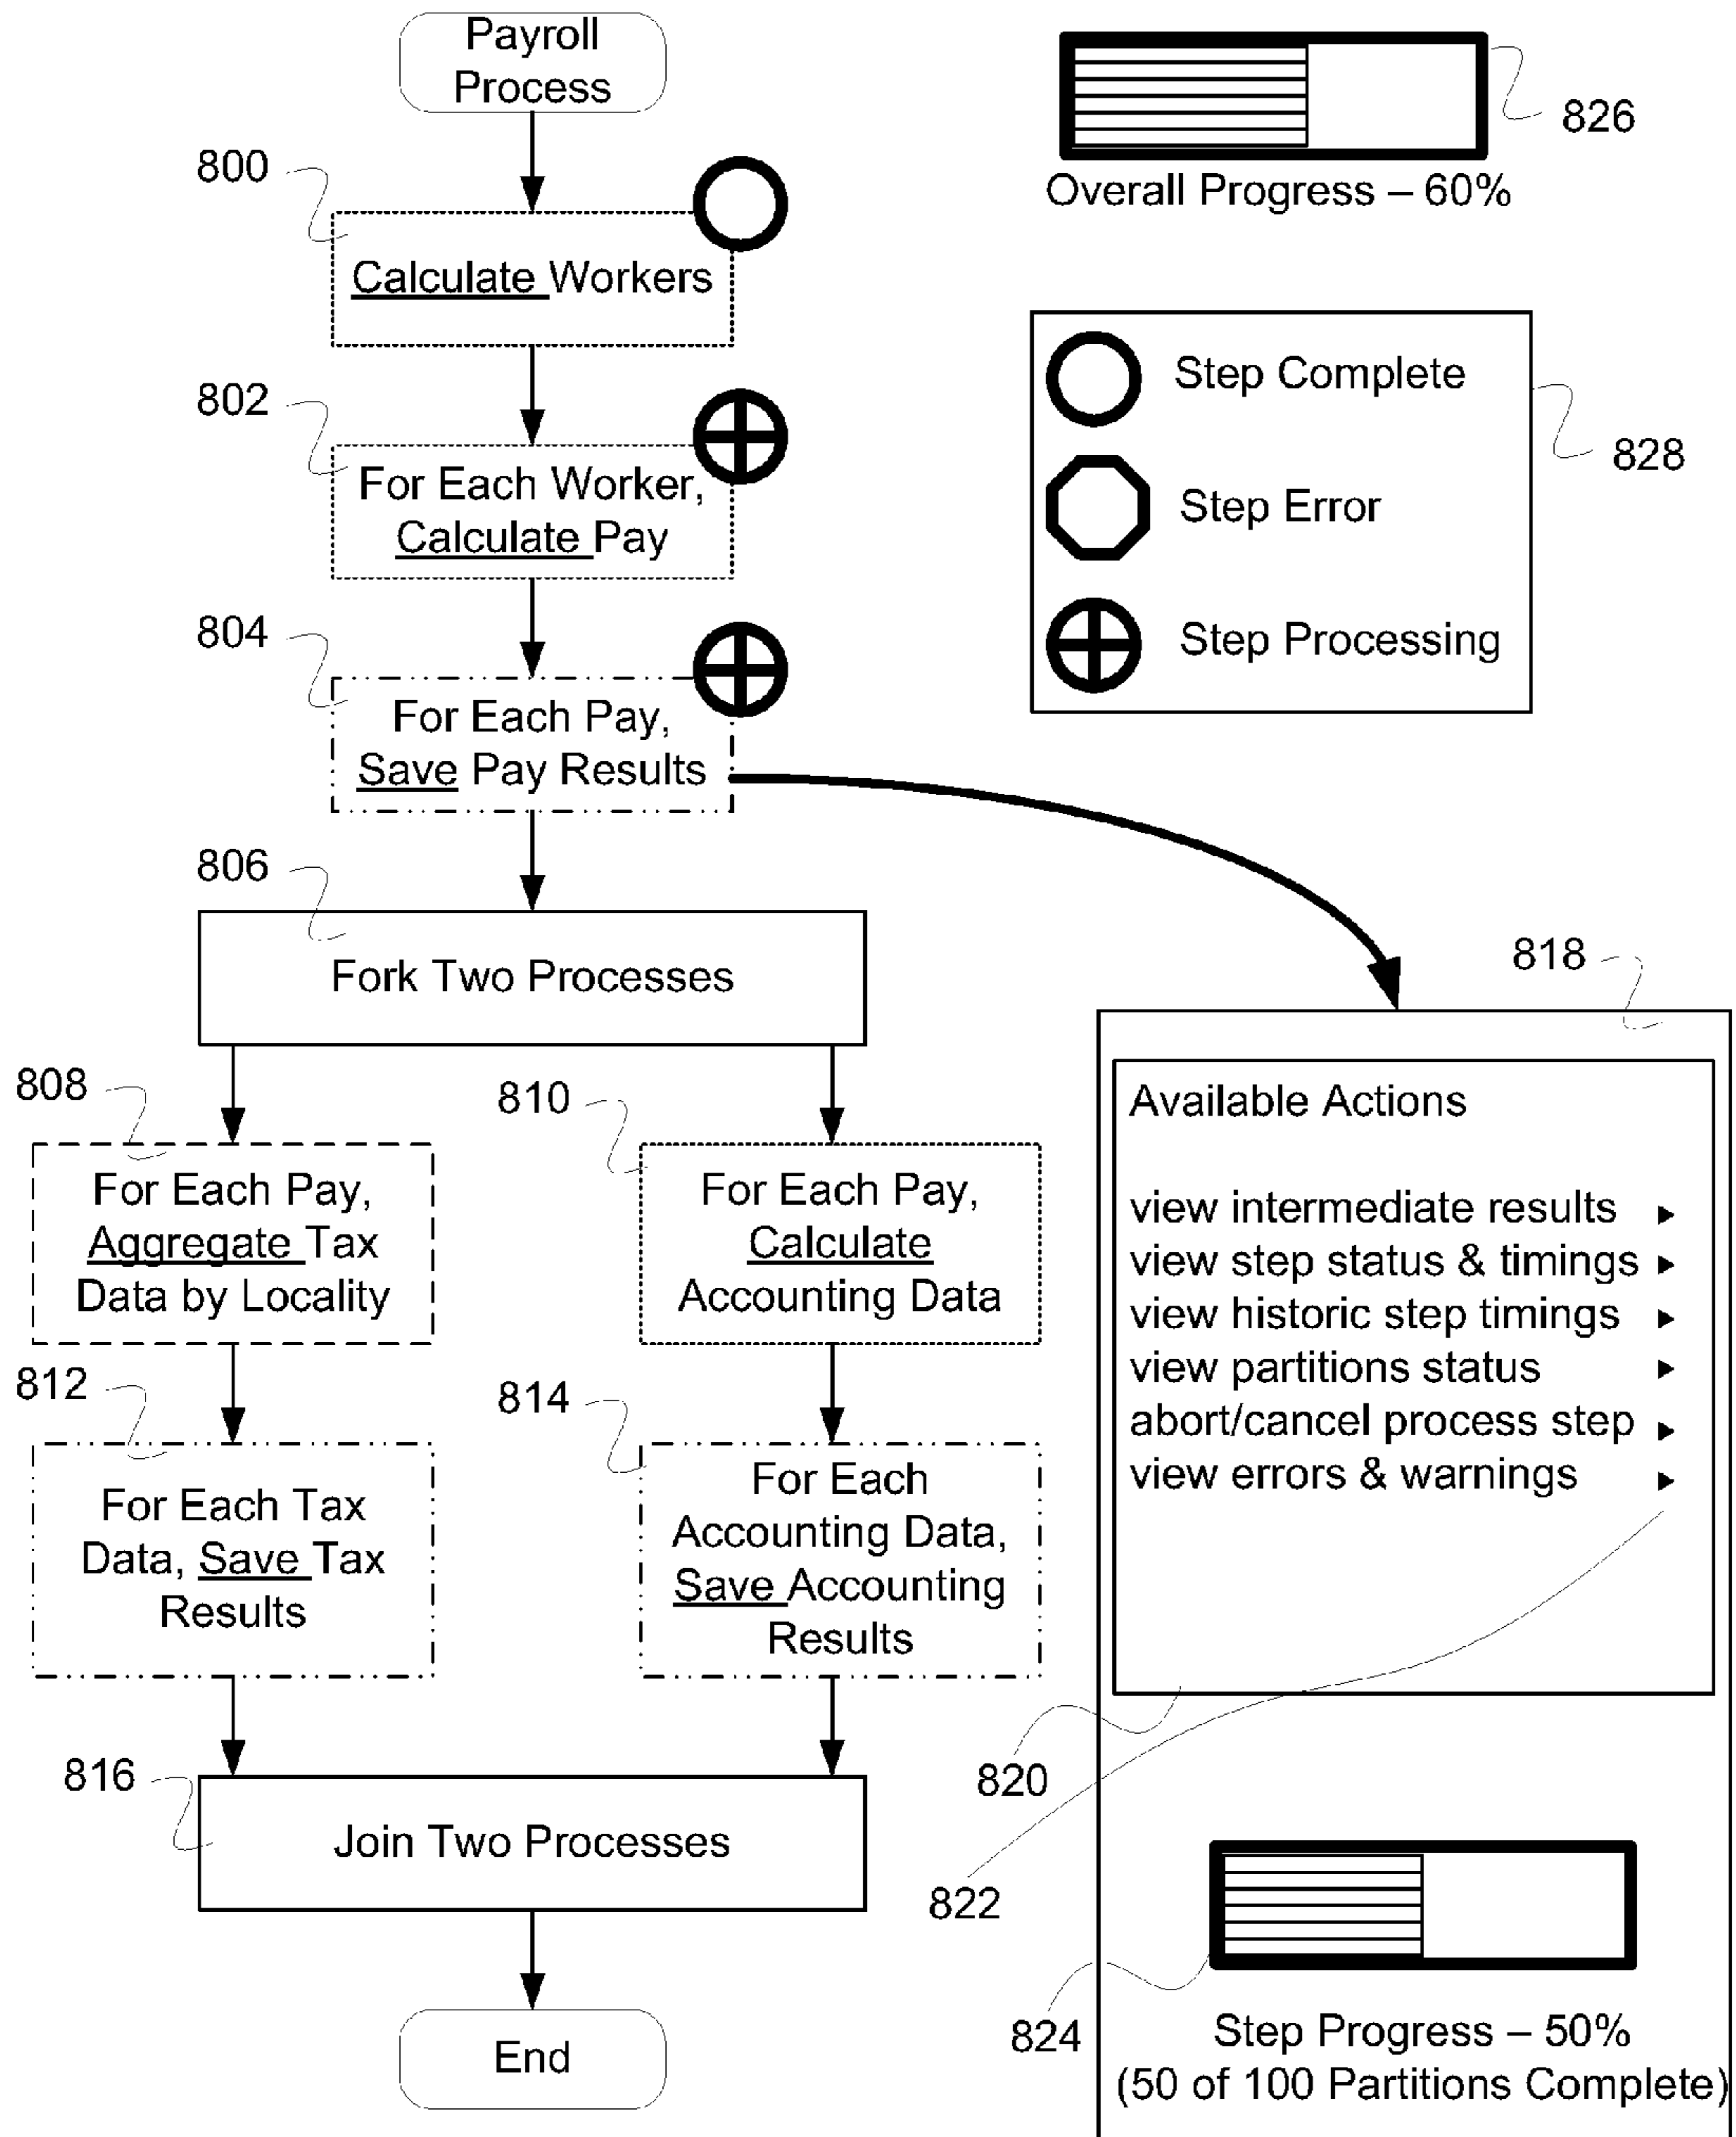 Payroll
Process
800
Calculate Workers
802
For Each Worker,
Calculate Pay
804
For Each Pay,
Save Pay Results
806
Fork Two Processes
808
For Each Pay,
Aggregate Tax
Data by Locality
810
For Each Pay,
Calculate
Accounting Data
812
For Each Tax
Data, Save Tax
Results
814
For Each
Accounting Data,
Save Accounting
Results
816
Join Two Processes
End
826
Overall Progress – 60%
828
Step Complete
Step Error
Step Processing
818
Available Actions
view intermediate results
view step status & timings
view historic step timings
view partitions status
abort/cancel process step
view errors & warnings
820
822
824
Step Progress – 50%
(50 of 100 Partitions Complete)